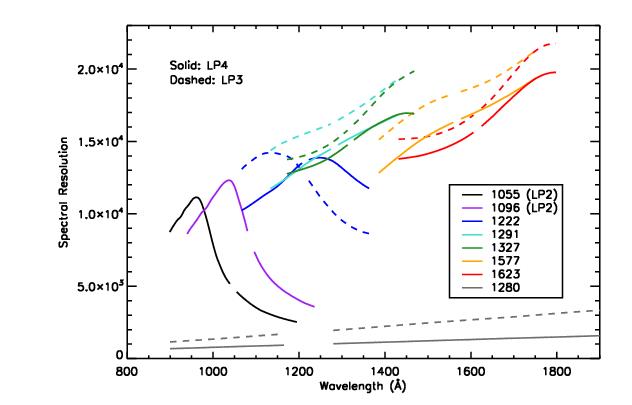 Solid: LP4
Dashed: LP3
Spectral Resolution
2.0×10⁴
1.5×10⁴
1.0×10⁴
5.0×10³
0
1055 (LP2)
1096 (LP2)
1222
1291
1327
1577
1623
1280
800 1000 1200 1400 1600 1800
Wavelength (Å)